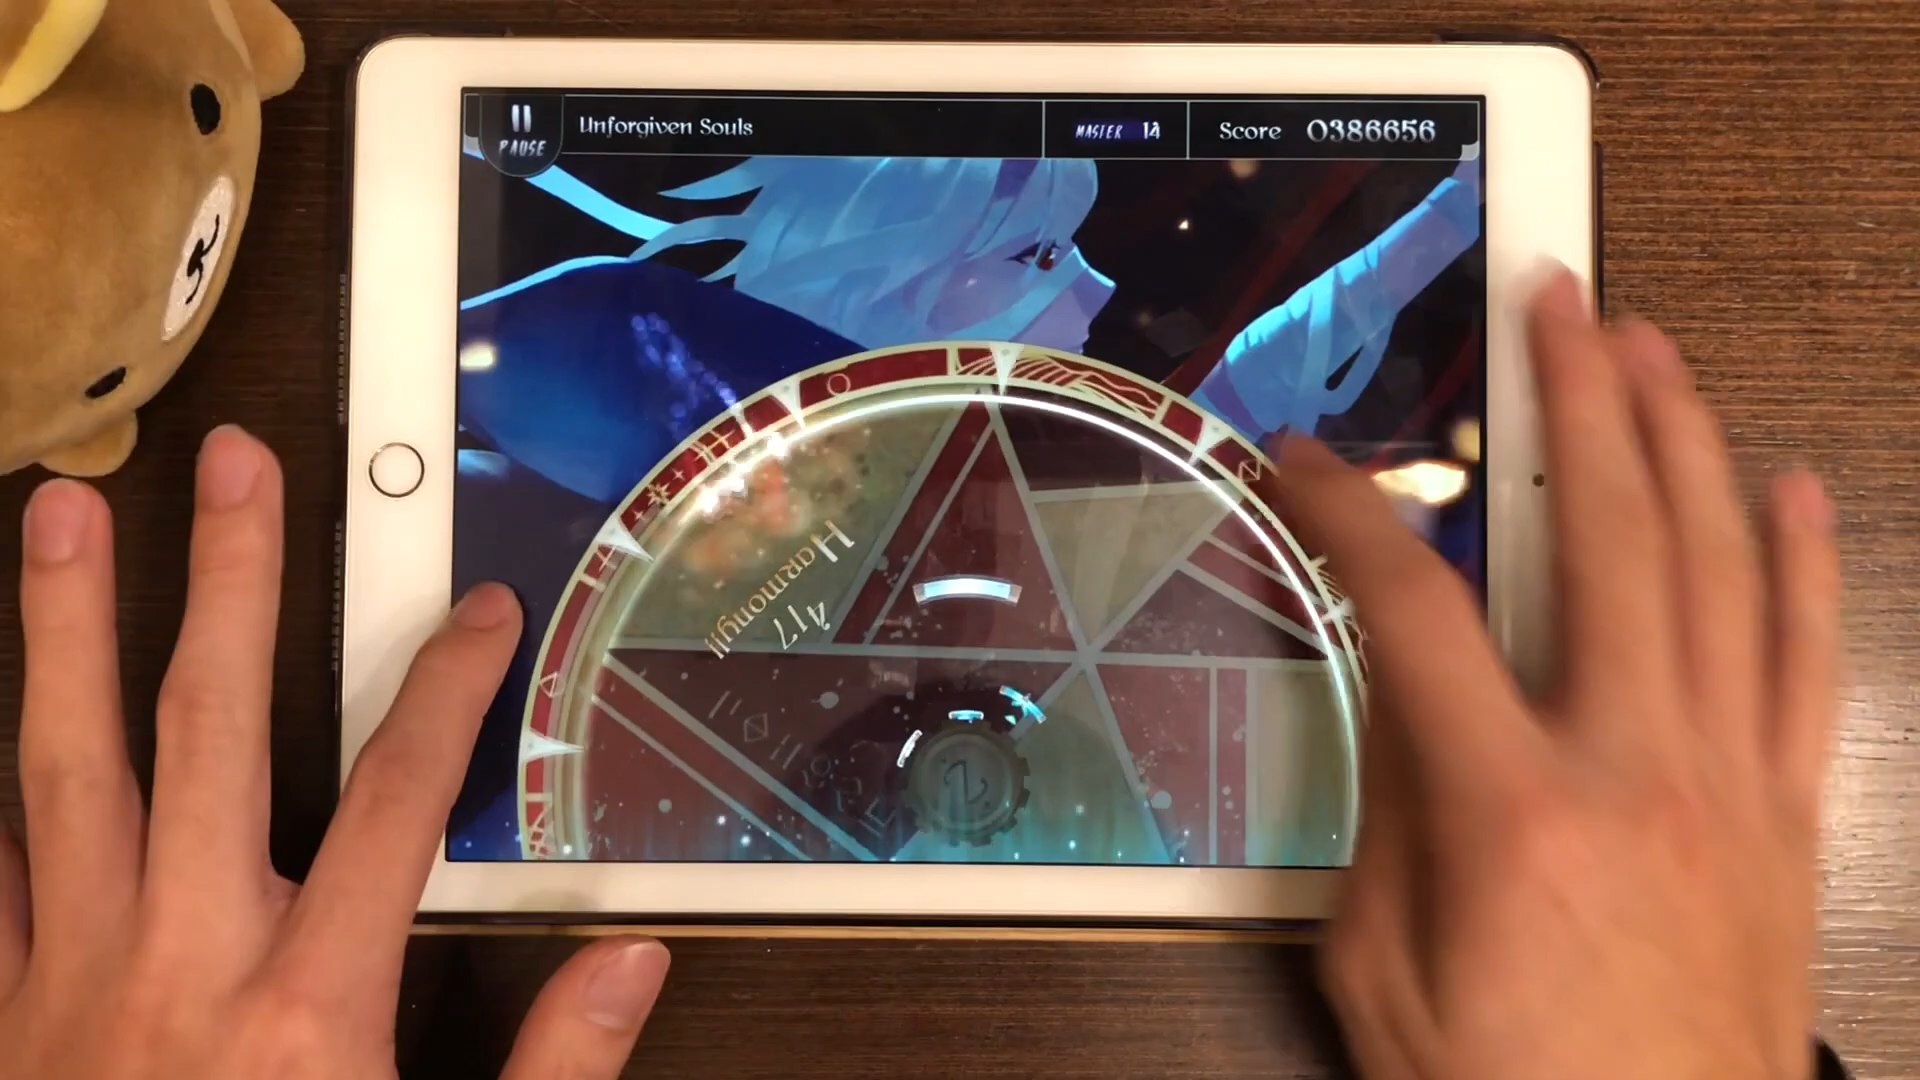 PAUSE
Unforgiven Souls
MASTER 14
Score 0386656
Harmony!!
417